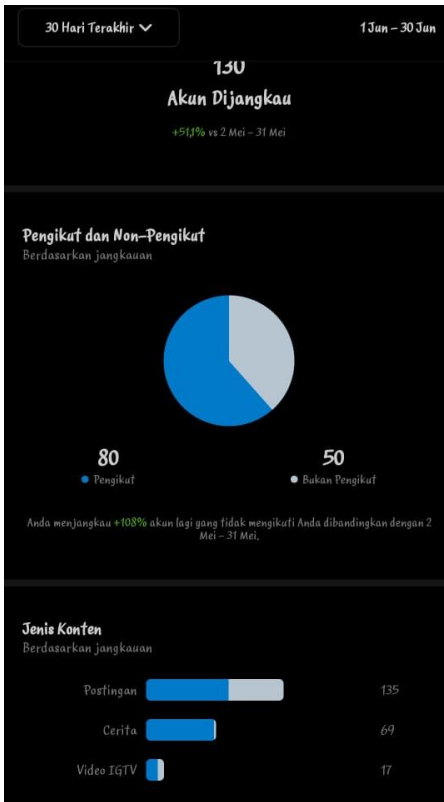 30 Hari Terakhir
1 Jun – 30 Jun
130
Akun Dijangkau
+51,1% vs 2 Mei – 31 Mei
Pengikut dan Non-Pengikut
Berdasarkan jangkauan
80
50
Pengikut
Bukan Pengikut
Anda menjangkau +108% akun lagi yang tidak mengikuti Anda dibandingkan dengan 2
Mei – 31 Mei.
Jenis Konten
Berdasarkan jangkauan
Postingan 135
Cerita 69
Video IGTV 17